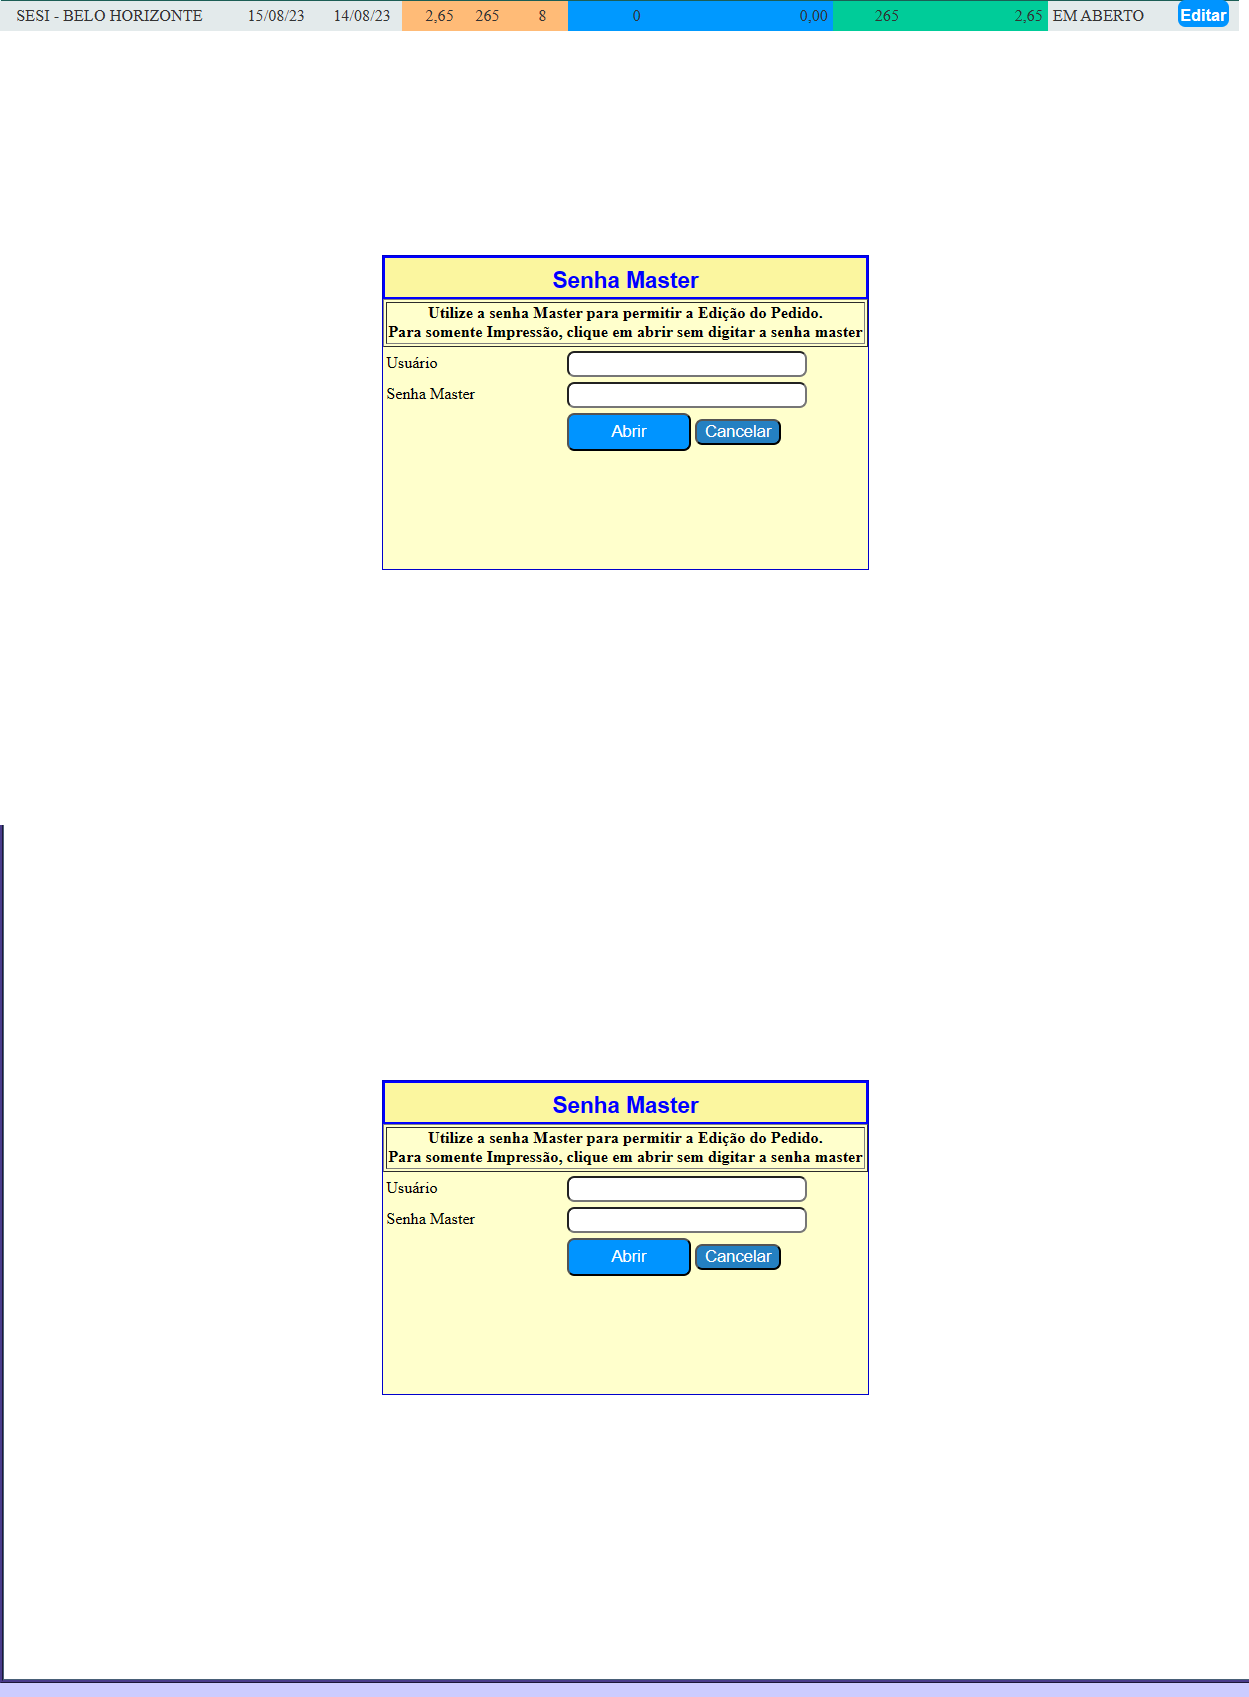 SESI - BELO HORIZONTE 15/08/23 14/08/23 2,65 265 8 0 0,00 265 2,65 EM ABERTO Editar
Senha Master
Utilize a senha Master para permitir a Edição do Pedido.
Para somente Impressão, clique em abrir sem digitar a senha master
Usuário
Senha Master
Abrir Cancelar
Senha Master
Utilize a senha Master para permitir a Edição do Pedido.
Para somente Impressão, clique em abrir sem digitar a senha master
Usuário
Senha Master
Abrir Cancelar